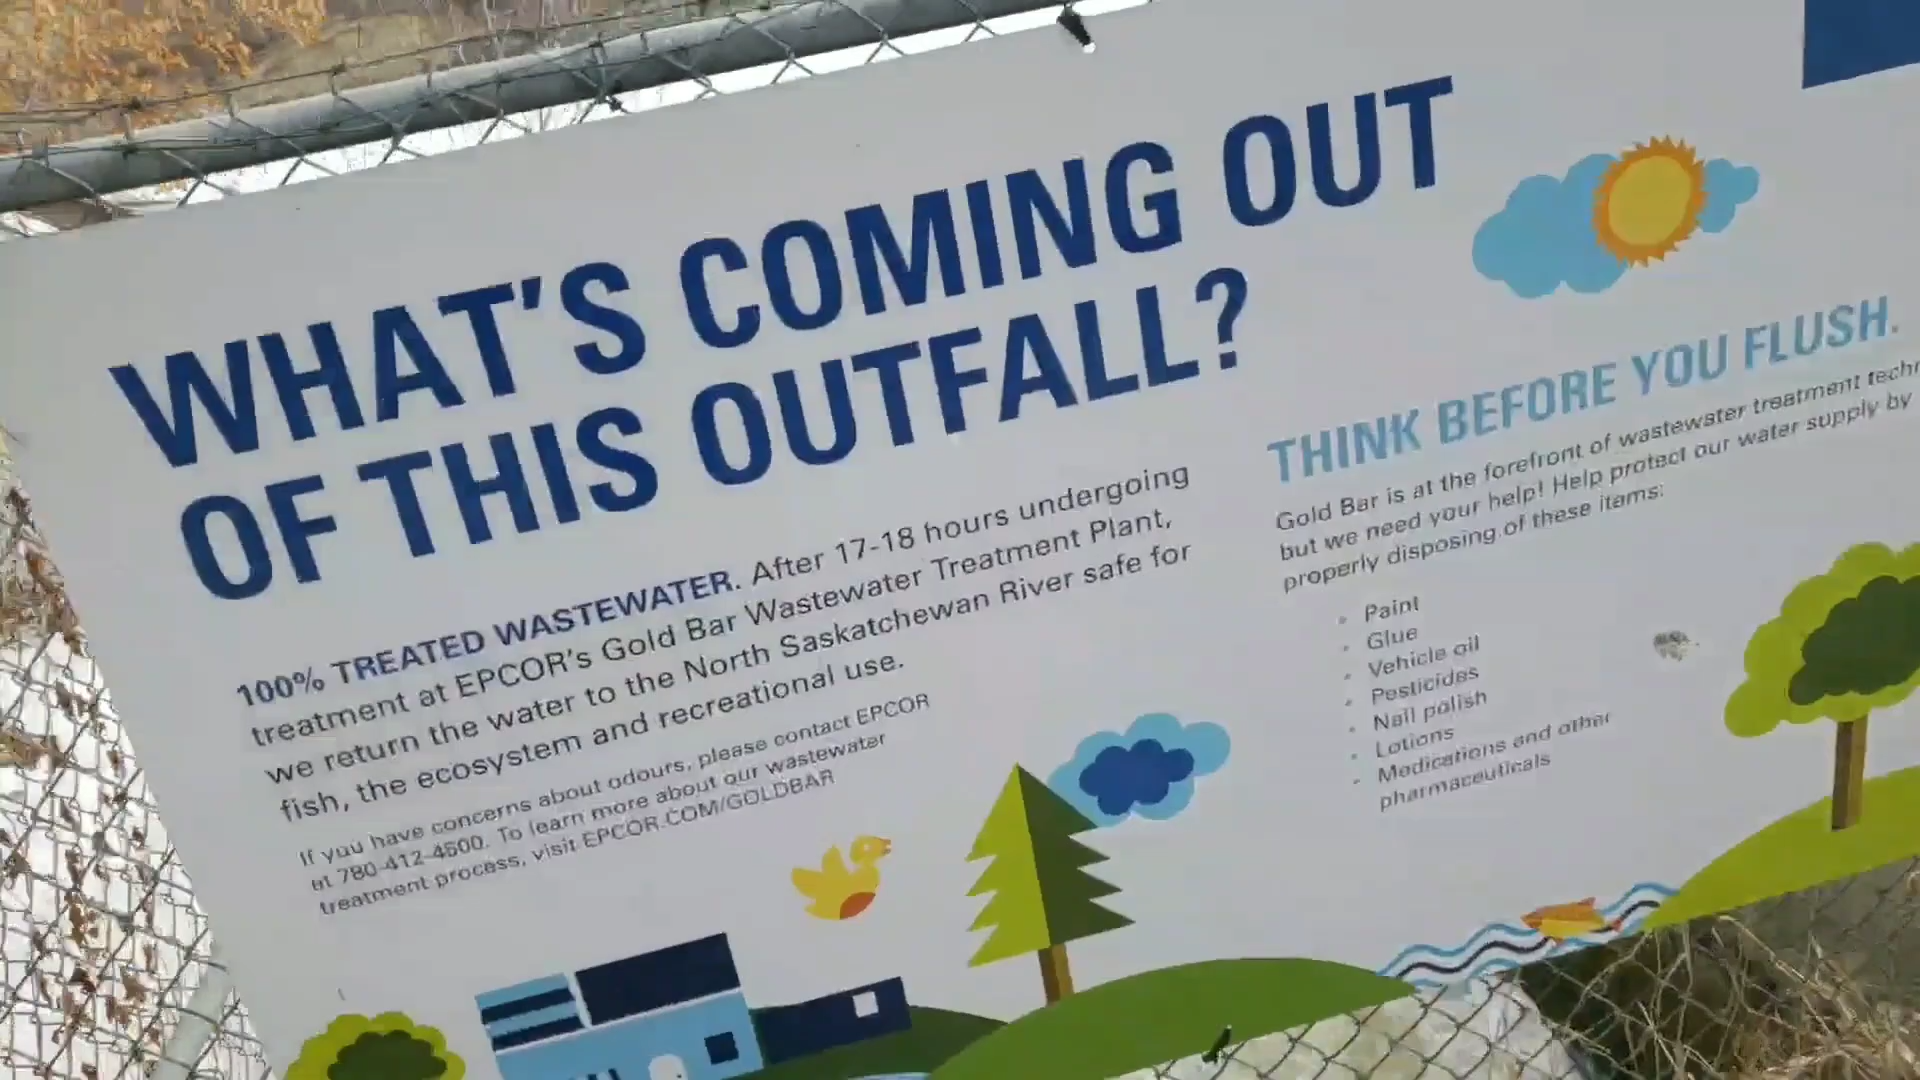 WHAT'S COMING OUT
OF THIS OUTFALL?
100% TREATED WASTEWATER. After 17-18 hours undergoing
treatment at EPCOR's Gold Bar Wastewater Treatment Plant,
we return the water to the North Saskatchewan River safe for
fish, the ecosystem and recreational use.
If you have concerns about odours, please contact EPCOR
at 780-412-4500. To learn more about our wastewater
treatment process, visit EPCOR.COM/GOLDBAR
THINK BEFORE YOU FLUSH.
Gold Bar is at the forefront of wastewater treatment
but we need your help! Help protect our water supply by
properly disposing of these items:
• Paint
• Glue
• Vehicle oil
• Pesticides
• Nail polish
• Lotions
• Medications and other
pharmaceuticals